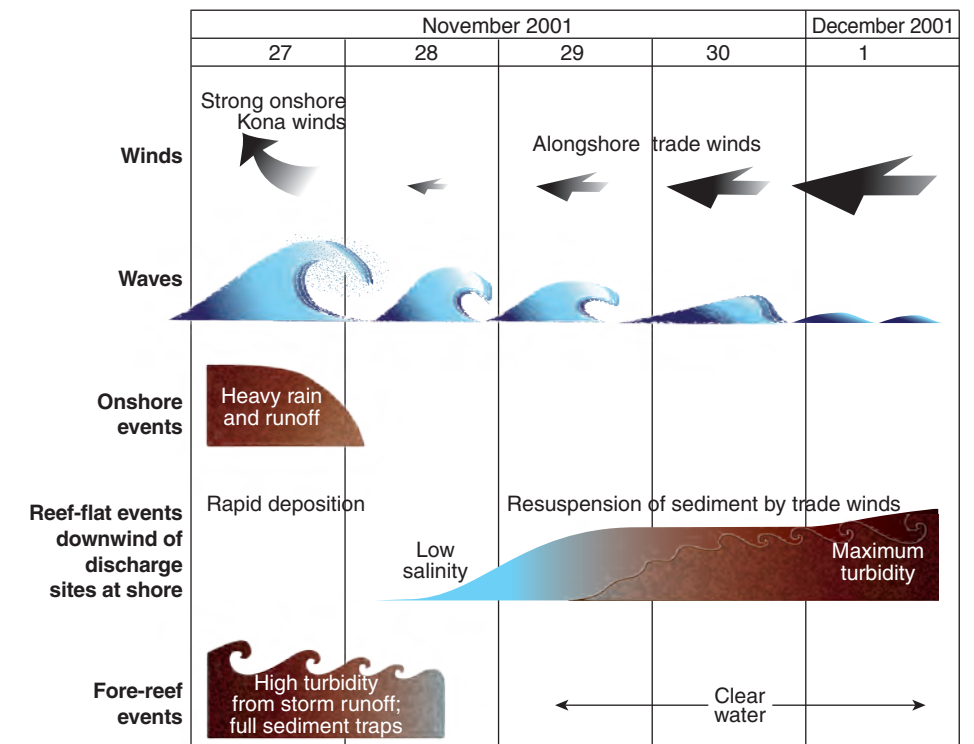 November 2001
December 2001
27
28
29
30
1
Winds
Strong onshore
Kona winds
Alongshore trade winds
Waves
Onshore
events
Heavy rain
and runoff
Reef-flat events
downwind of
discharge
sites at shore
Rapid deposition
Low
salinity
Resuspension of sediment by trade winds
Maximum
turbidity
Fore-reef
events
High turbidity
from storm runoff;
full sediment traps
Clear
water